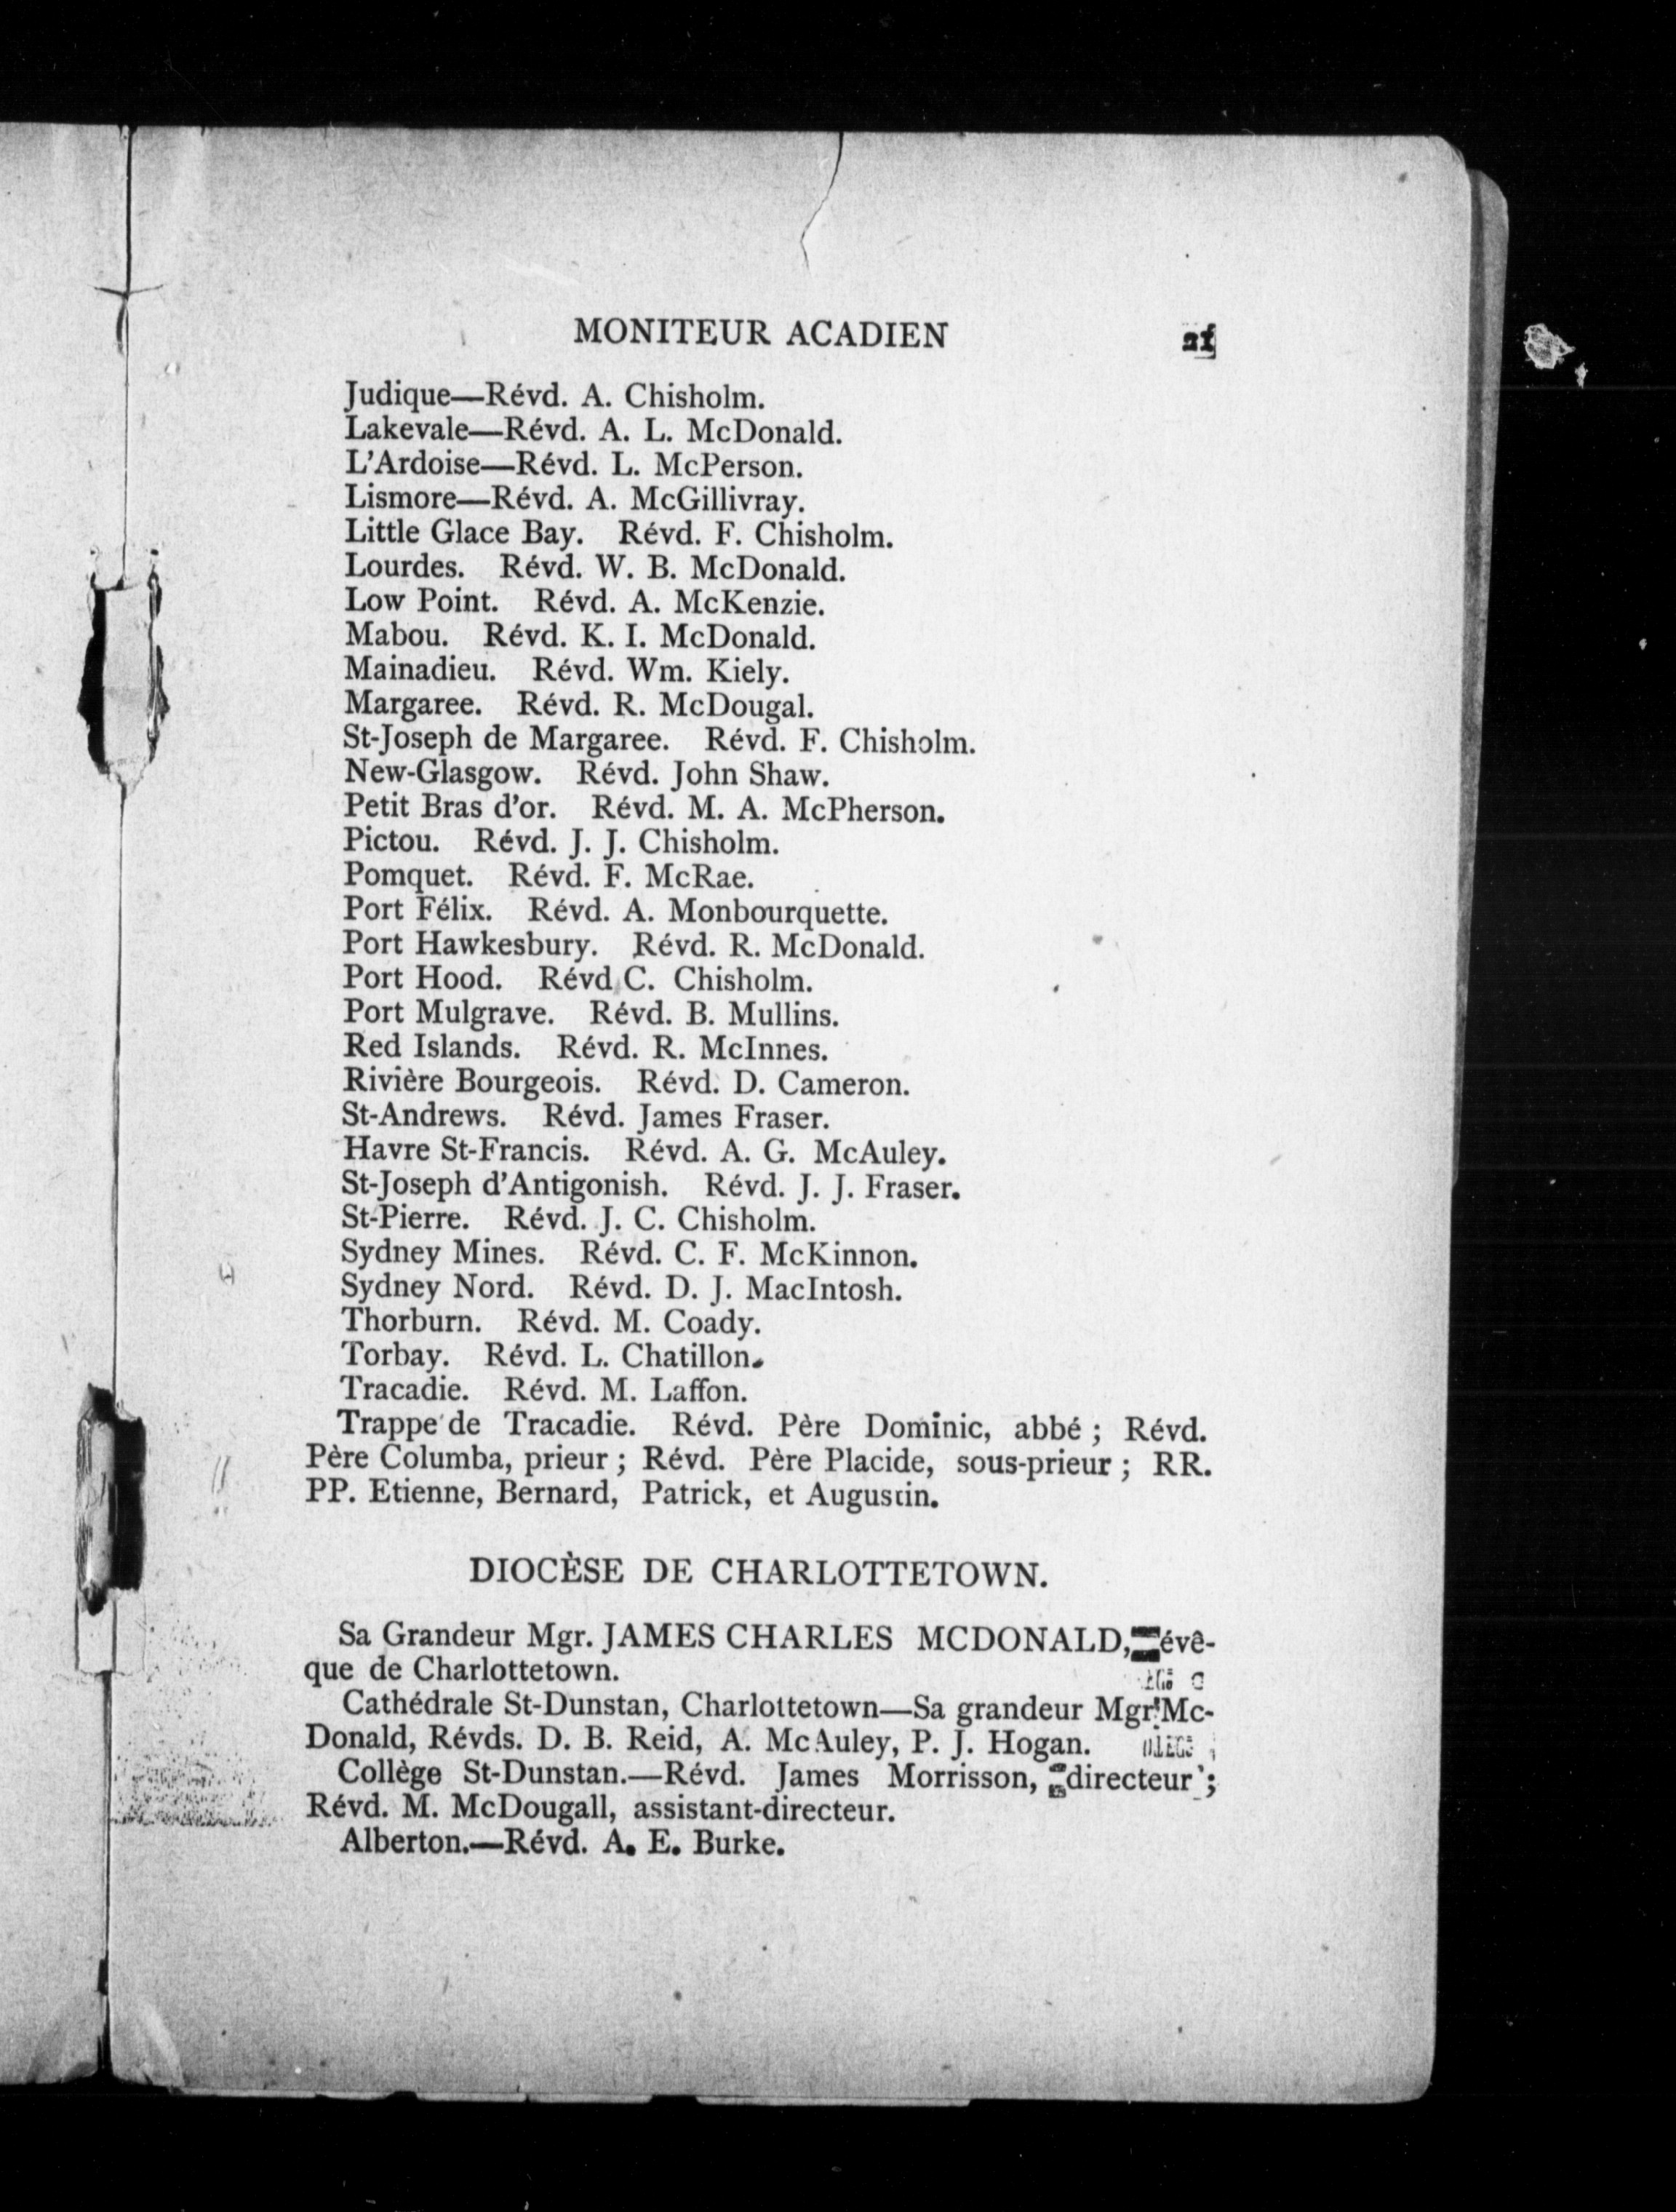 MONITEUR ACADIEN
Judique—Révd. A. Chisholm.
Lakevale—Révd. A. L. McDonald.
L'Ardoise—Révd. L. McPerson.
Lismore—Révd. A. McGillivray.
Little Glace Bay. Révd. F. Chisholm.
Lourdes. Révd. W. B. McDonald.
Low Point. Révd. A. McKenzie.
Mabou. Révd. K. I. McDonald.
Mainadieu. Révd. Wm. Kiely.
Margaree. Révd. R. McDougal.
St-Joseph de Margaree. Révd. F. Chisholm.
New-Glasgow. Révd. John Shaw.
Petit Bras d'or. Révd. M. A. McPherson.
Pictou. Révd. J. J. Chisholm.
Pomquet. Révd. F. McRae.
Port Félix. Révd. A. Monbourquette.
Port Hawkesbury. Révd. R. McDonald.
Port Hood. Révd C. Chisholm.
Port Mulgrave. Révd. B. Mullins.
Red Islands. Révd. R. McInnes.
Rivière Bourgeois. Révd. D. Cameron.
St-Andrews. Révd. James Fraser.
Havre St-Francis. Révd. A. G. McAuley.
St-Joseph d'Antigonish. Révd. J. J. Fraser.
St-Pierre. Révd. J. C. Chisholm.
Sydney Mines. Révd. C. F. McKinnon.
Sydney Nord. Révd. D. J. MacIntosh.
Thorburn. Révd. M. Coady.
Torbay. Révd. L. Chatillon.
Tracadie. Révd. M. Laffon.
Trappe de Tracadie. Révd. Père Dominic, abbé ; Révd.
Père Columba, prieur ; Révd. Père Placide, sous-prieur ; RR.
PP. Etienne, Bernard, Patrick, et Augustin.
DIOCÈSE DE CHARLOTTETOWN.
Sa Grandeur Mgr. JAMES CHARLES MCDONALD, évê-
que de Charlottetown.
Cathédrale St-Dunstan, Charlottetown—Sa grandeur Mgr Mc-
Donald, Révds. D. B. Reid, A. McAuley, P. J. Hogan.
Collège St-Dunstan.—Révd. James Morrisson, directeur ;
Révd. M. McDougall, assistant-directeur.
Alberton.—Révd. A. E. Burke.